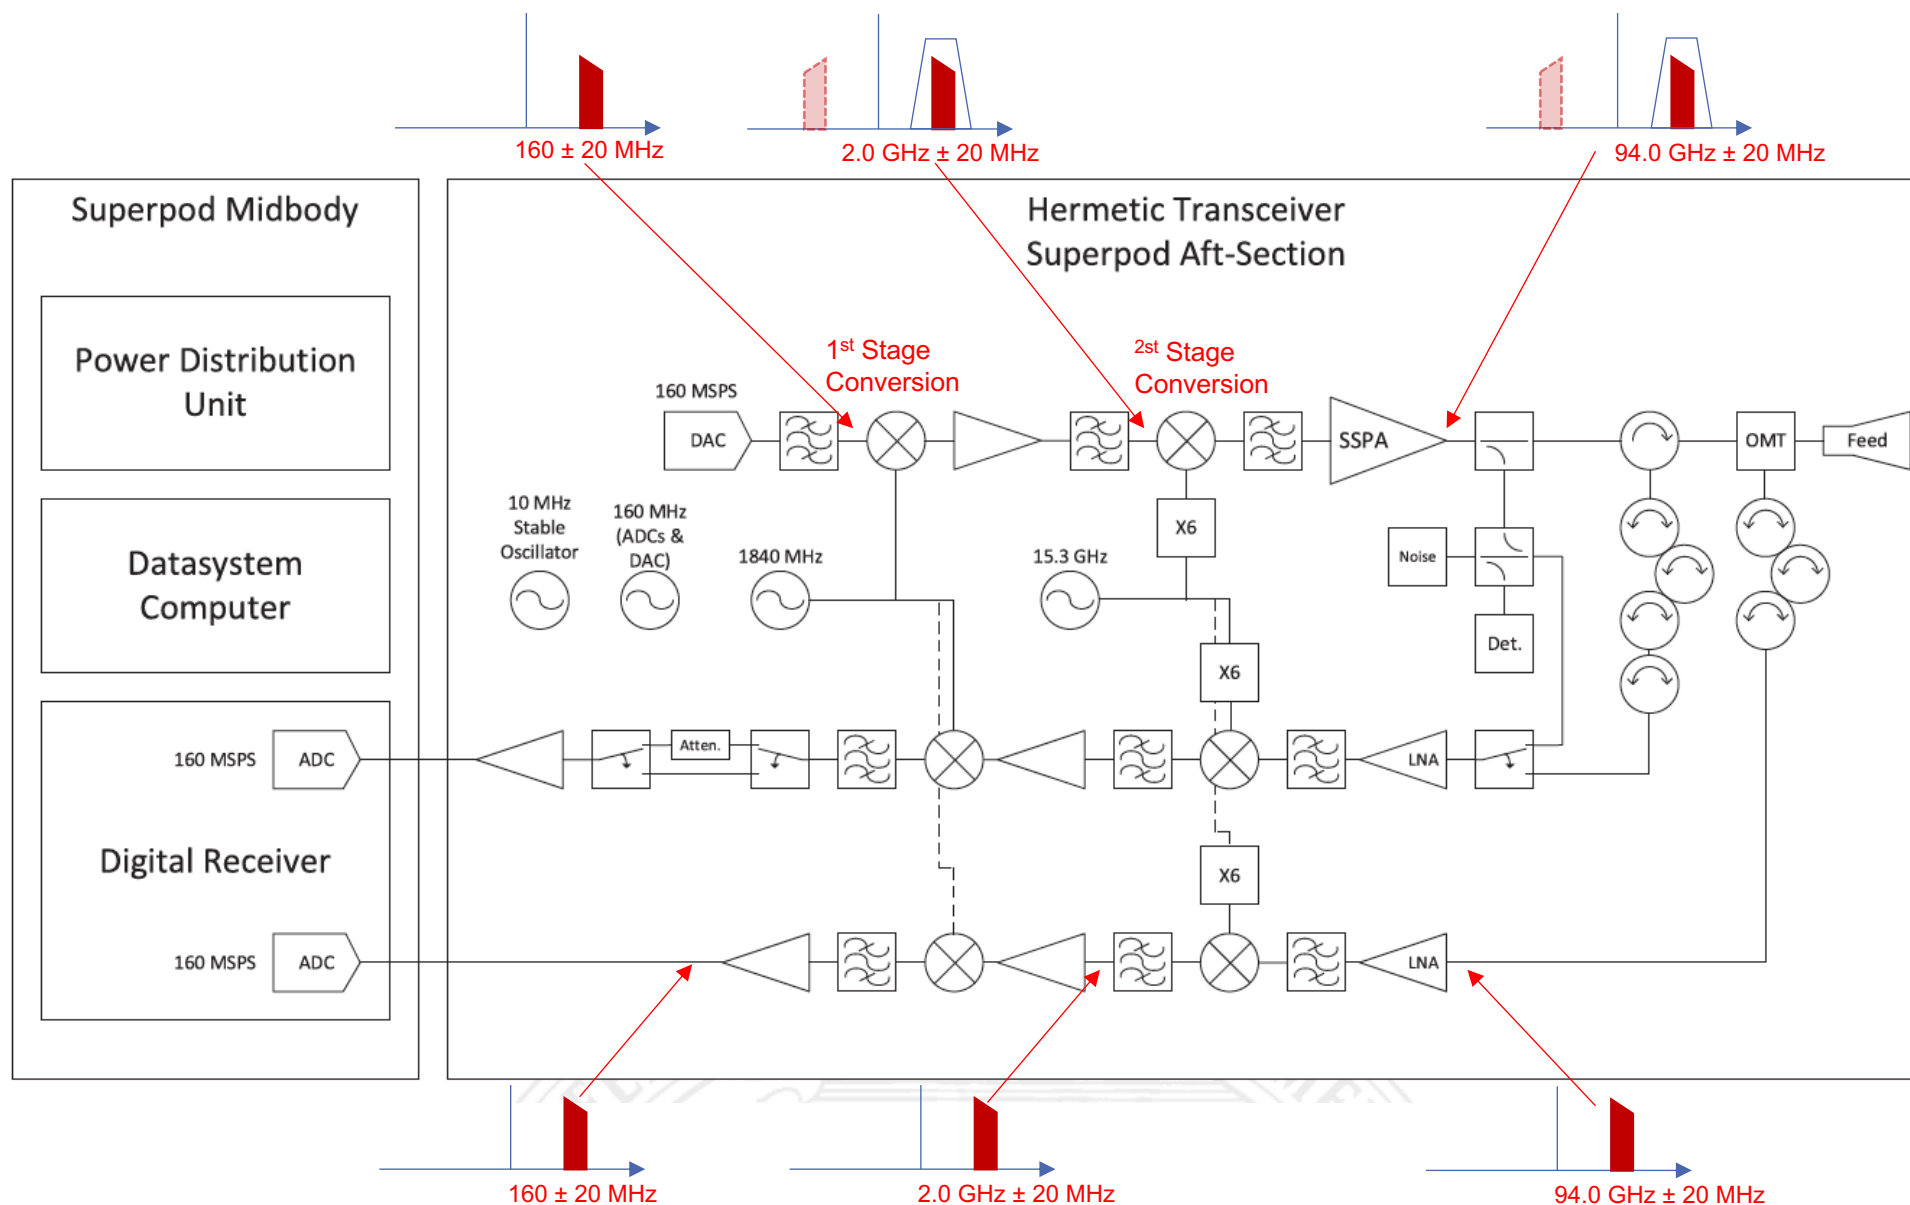 160 ± 20 MHz
2.0 GHz ± 20 MHz
94.0 GHz ± 20 MHz
Superpod Midbody
Power Distribution
Unit
Datasystem
Computer
160 MSPS
ADC
Digital Receiver
160 MSPS
ADC
Hermetic Transceiver
Superpod Aft-Section
1st Stage
Conversion
2st Stage
Conversion
160 MSPS
DAC
SSPA
OMT
Feed
10 MHz
Stable
Oscillator
160 MHz
(ADCs &
DAC)
1840 MHz
15.3 GHz
X6
Noise
Det.
X6
Atten.
LNA
X6
LNA
160 ± 20 MHz
2.0 GHz ± 20 MHz
94.0 GHz ± 20 MHz